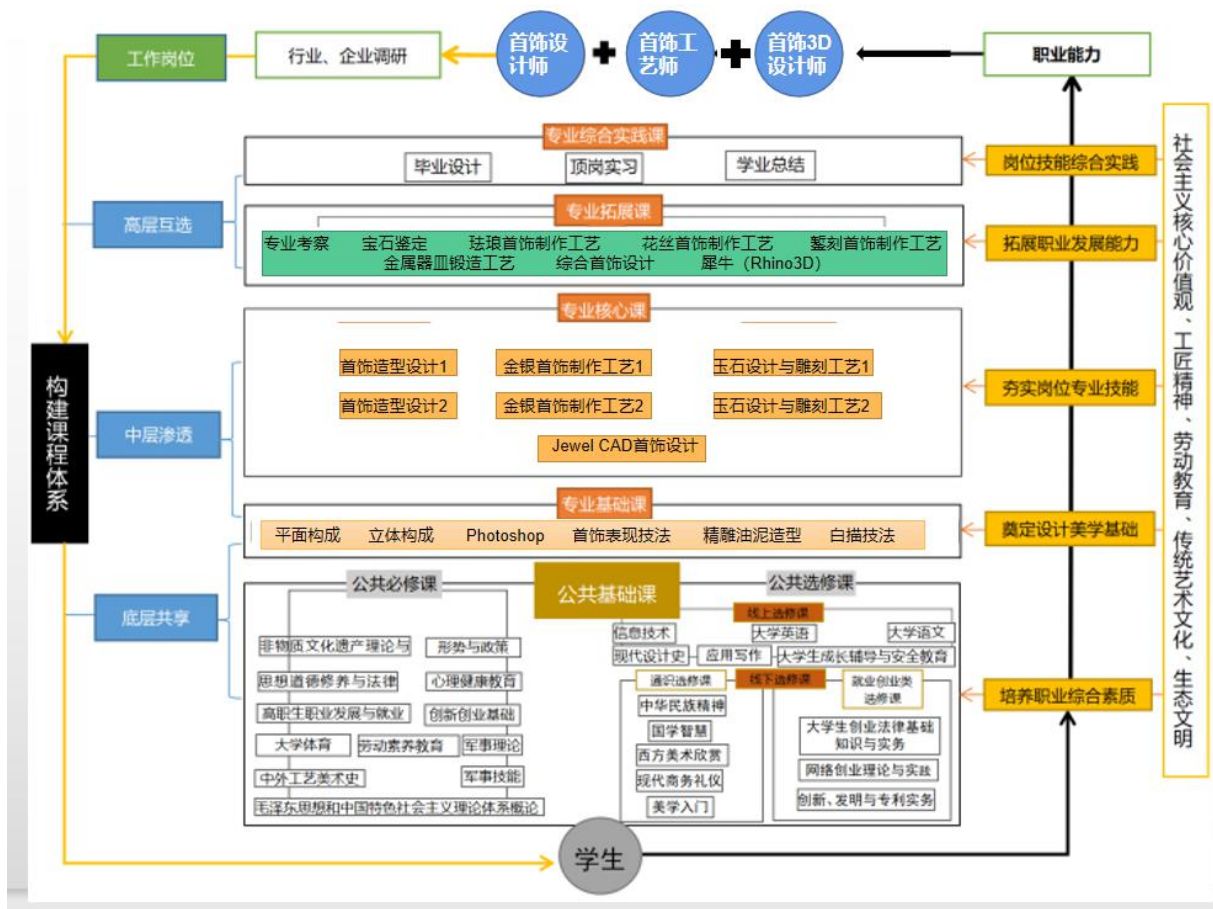 工作岗位
行业、企业调研
首饰设
计师
首饰工
艺师
首饰3D
设计师
职业能力
专业综合实践课
毕业设计
顶岗实习
学业总结
岗位技能综合实践
高层互选
专业拓展课
专业考察 宝石鉴定 珐琅首饰制作工艺 花丝首饰制作工艺 錾刻首饰制作工艺
金属器皿锻造工艺 综合首饰设计 犀牛（Rhino3D）
拓展职业发展能力
构建课程体系
中层渗透
专业核心课
首饰造型设计1
金银首饰制作工艺1
玉石设计与雕刻工艺1
首饰造型设计2
金银首饰制作工艺2
玉石设计与雕刻工艺2
Jewel CAD首饰设计
夯实岗位专业技能
专业基础课
平面构成 立体构成 Photoshop 首饰表现技法 精雕油泥造型 白描技法
奠定设计美学基础
底层共享
公共基础课
公共必修课
非物质文化遗产理论与
形势与政策
思想道德修养与法律
心理健康教育
高职生职业发展与就业
创新创业基础
大学体育
劳动素养教育
军事理论
中外工艺美术史
军事技能
毛泽东思想和中国特色社会主义理论体系概论
公共选修课
线上选修课
信息技术
大学英语
大学语文
现代设计史
应用写作
大学生成长辅导与安全教育
线下选修课
通识选修课
中华民族精神
国学智慧
西方美术欣赏
现代商务礼仪
美学入门
就业创业类
选修课
大学生创业法律基础
知识与实务
网络创业理论与实践
创新、发明与专利实务
培养职业综合素质
社会主义核心价值观、工匠精神、劳动教育、传统艺术文化、生态文明
学生